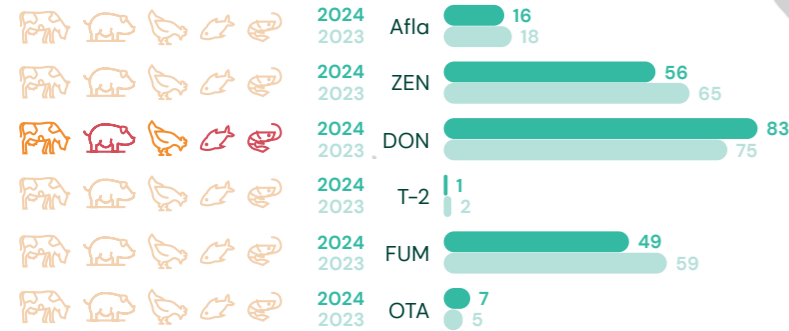 2024 Afla 16
2023 18
2024 ZEN 56
2023 65
2024 DON 83
2023 75
2024 T-2 1
2023 2
2024 FUM 49
2023 59
2024 OTA 7
2023 5